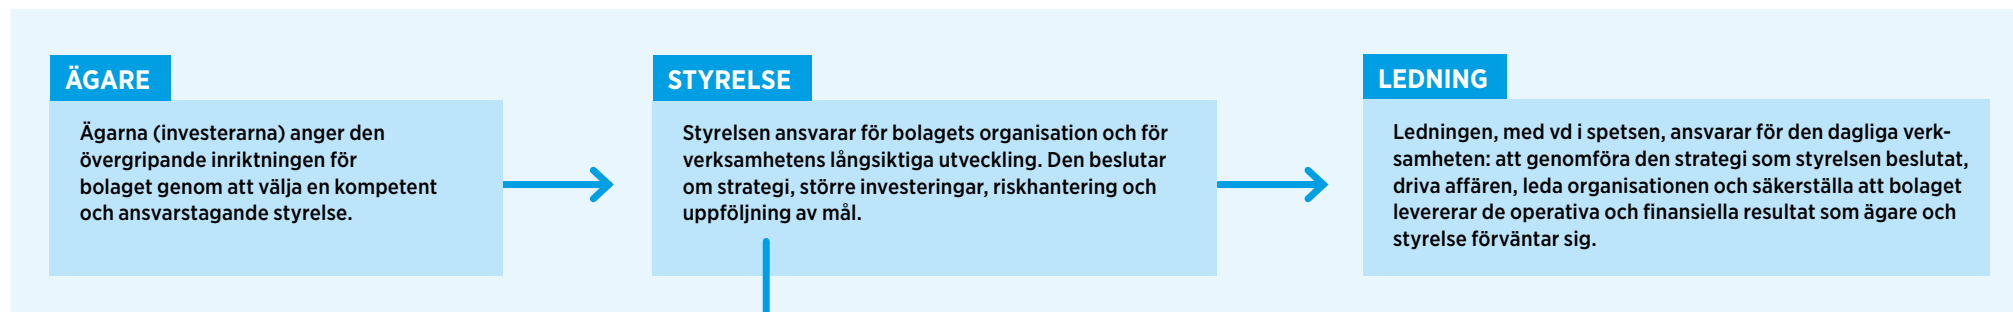 ÄGARE
Ägarna (investerarna) anger den
övergripande inriktningen för
bolaget genom att välja en kompetent
och ansvarstagande styrelse.
STYRELSE
Styrelsen ansvarar för bolagets organisation och för
verksamhetens långsiktiga utveckling. Den beslutar
om strategi, större investeringar, riskhantering och
uppföljning av mål.
LEDNING
Ledningen, med vd i spetsen, ansvarar för den dagliga verk-
samheten: att genomföra den strategi som styrelsen beslutat,
driva affären, leda organisationen och säkerställa att bolaget
levererar de operativa och finansiella resultat som ägare och
styrelse förväntar sig.